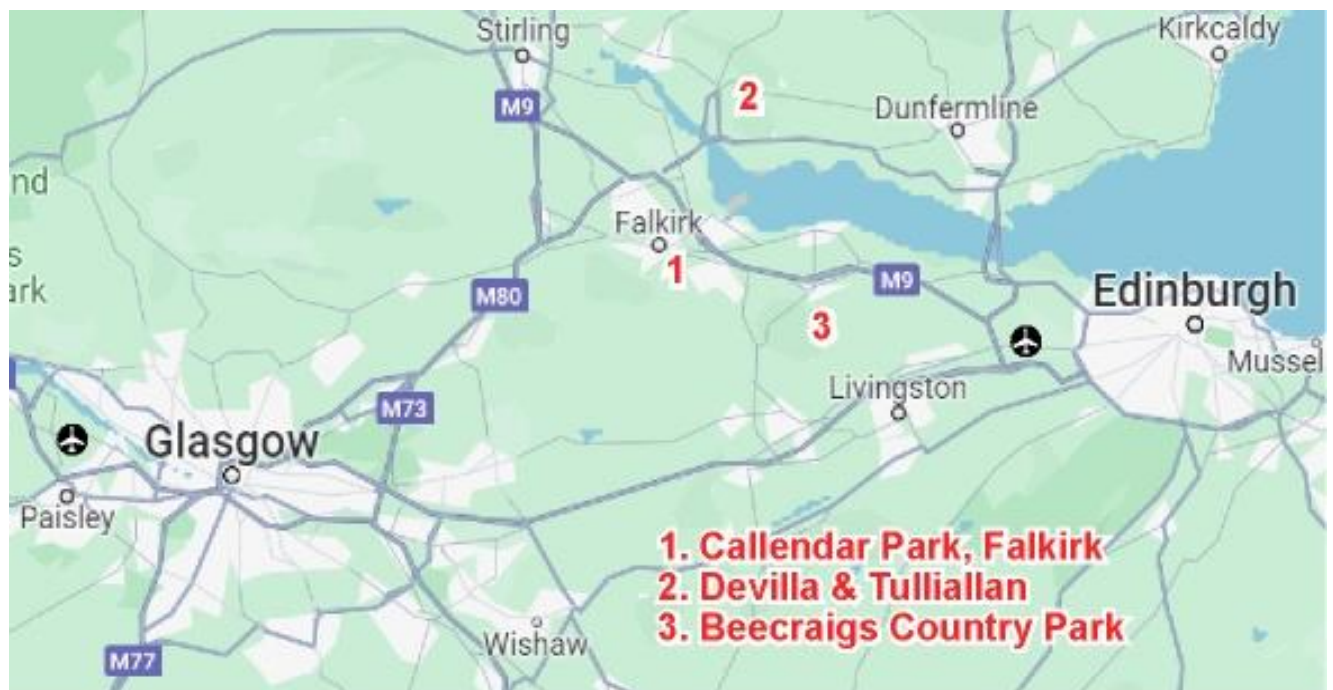 Stirling
Kirkcaldy
M9
2
Dunfermline
nd
Falkirk
s
1
ark
M80
M9
Edinburgh
3
Mussel
Livingston
M73
Glasgow
Paisley
1. Callendar Park, Falkirk
2. Devilla & Tulliallan
3. Beecraigs Country Park
Wishaw
M77